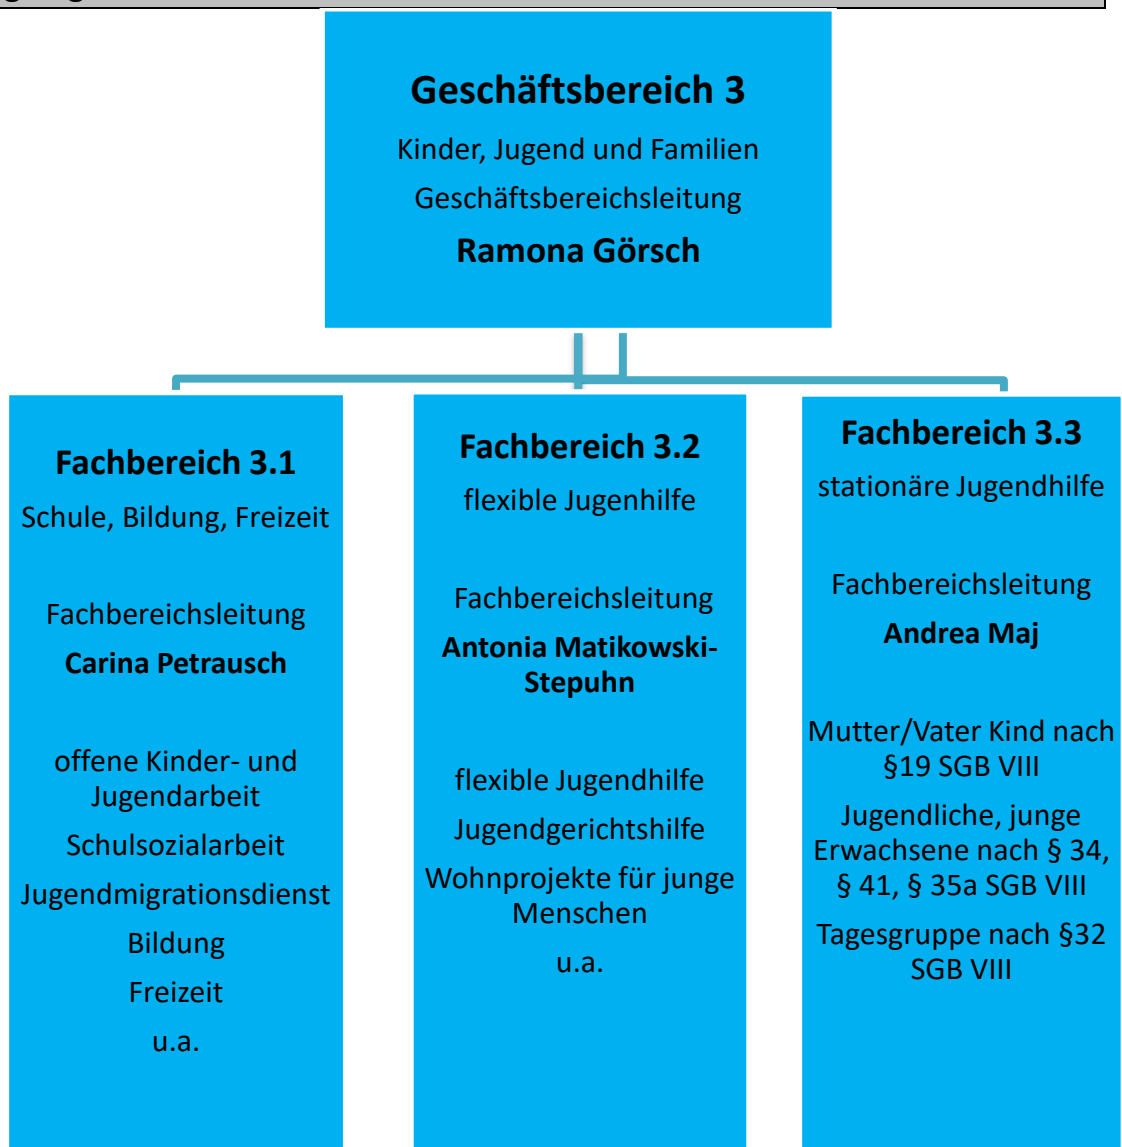 Geschäftsbereich 3
Kinder, Jugend und Familien
Geschäftsbereichsleitung
Ramona Görsch
Fachbereich 3.1
Schule, Bildung, Freizeit
Fachbereichsleitung
Carina Petrausch
offene Kinder- und
Jugendarbeit
Schulsozialarbeit
Jugendmigrationsdienst
Bildung
Freizeit
u.a.
Fachbereich 3.2
flexible Jugenhilfe
Fachbereichsleitung
Antonia Matikowski-
Stepuhn
flexible Jugendhilfe
Jugendgerichtshilfe
Wohnprojekte für junge
Menschen
u.a.
Fachbereich 3.3
stationäre Jugendhilfe
Fachbereichsleitung
Andrea Maj
Mutter/Vater Kind nach
§19 SGB VIII
Jugendliche, junge
Erwachsene nach § 34,
§ 41, § 35a SGB VIII
Tagesgruppe nach §32
SGB VIII